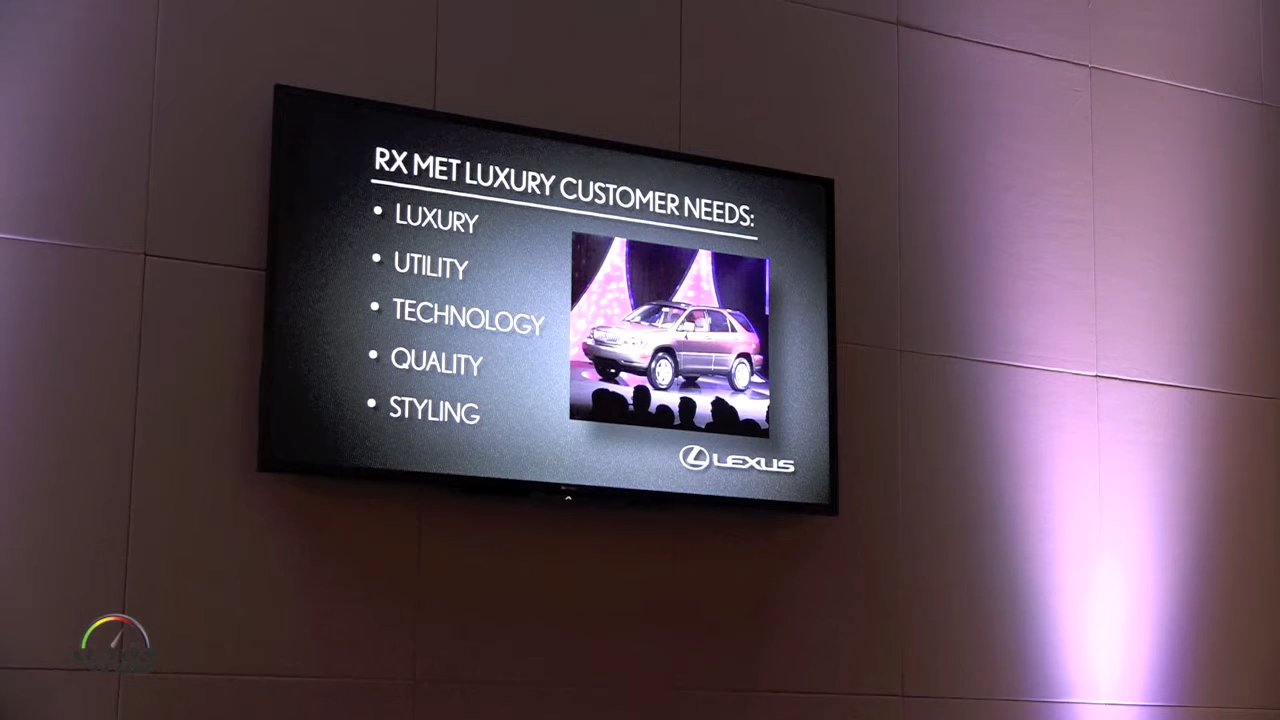 RX MET LUXURY CUSTOMER NEEDS:
• LUXURY
• UTILITY
• TECHNOLOGY
• QUALITY
• STYLING
LEXUS